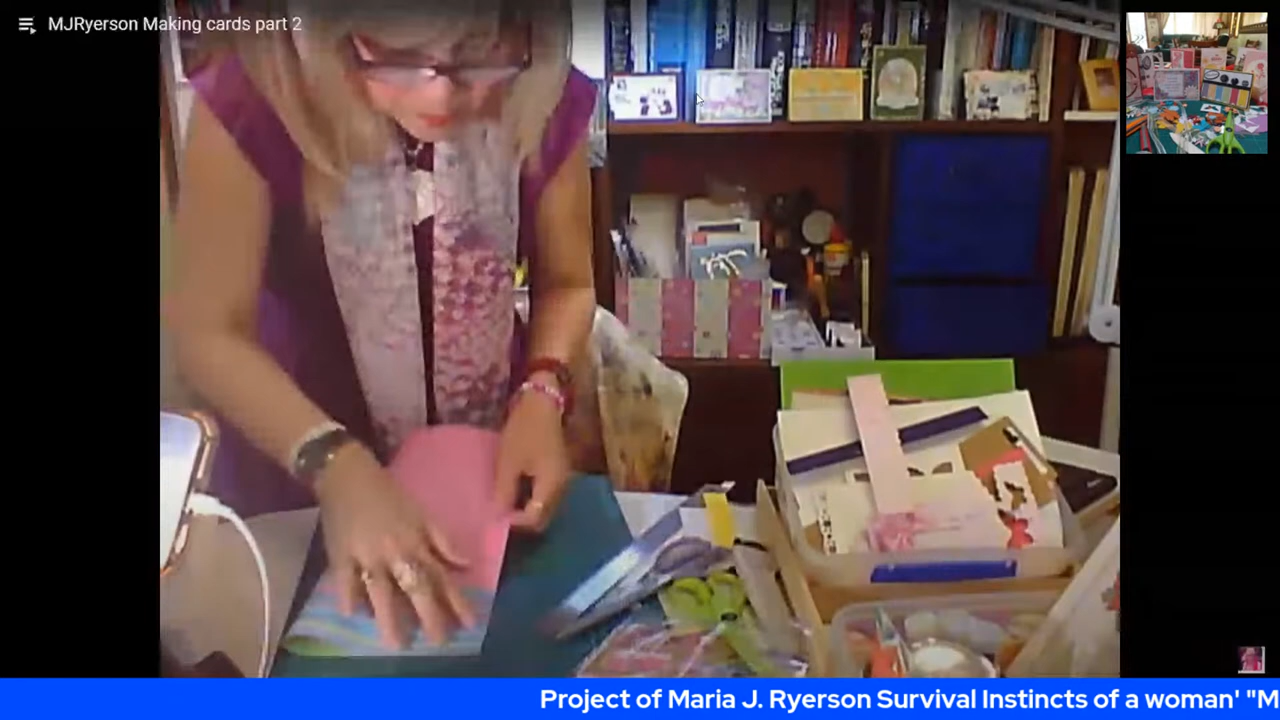 MJRyerson Making cards part 2
Project of Maria J. Ryerson Survival Instincts of a woman' "M